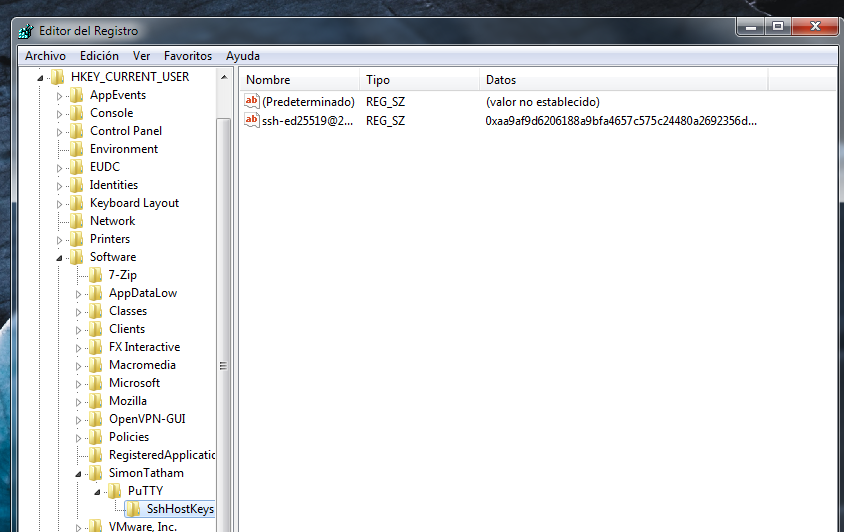 Editor del Registro
Archivo Edición Ver Favoritos Ayuda
HKEY_CURRENT_USER
AppEvents
Console
Control Panel
Environment
EUDC
Identities
Keyboard Layout
Network
Printers
Software
7-Zip
AppDataLow
Classes
Clients
FX Interactive
Macromedia
Microsoft
Mozilla
OpenVPN-GUI
Policies
RegisteredApplicatio
SimonTatham
PuTTY
SshHostKeys
VMware, Inc.
Nombre Tipo Datos
ab (Predeterminado) REG_SZ (valor no establecido)
ab ssh-ed25519@2... REG_SZ 0xaa9af9d6206188a9bfa4657c575c24480a2692356d...